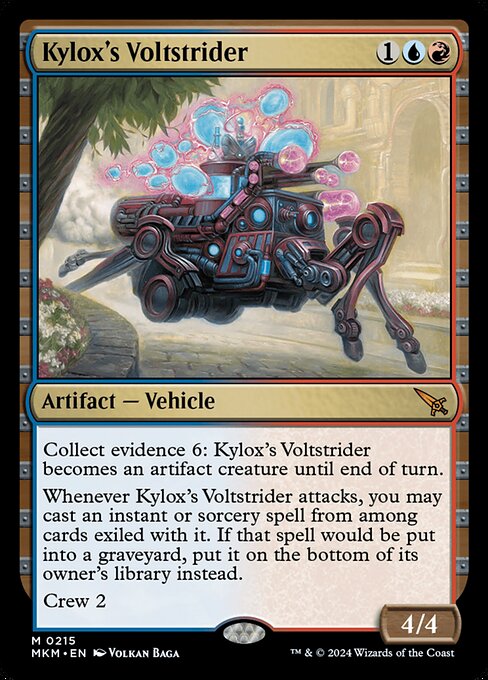 Kylox's Voltstrider 1
Artifact — Vehicle
Collect evidence 6: Kylox's Voltstrider
becomes an artifact creature until end of turn.
Whenever Kylox's Voltstrider attacks, you may
cast an instant or sorcery spell from among
cards exiled with it. If that spell would be put
into a graveyard, put it on the bottom of its
owner's library instead.
Crew 2
4/4
M 0215
MKM • EN Volkan Baga
™ & © 2024 Wizards of the Coast